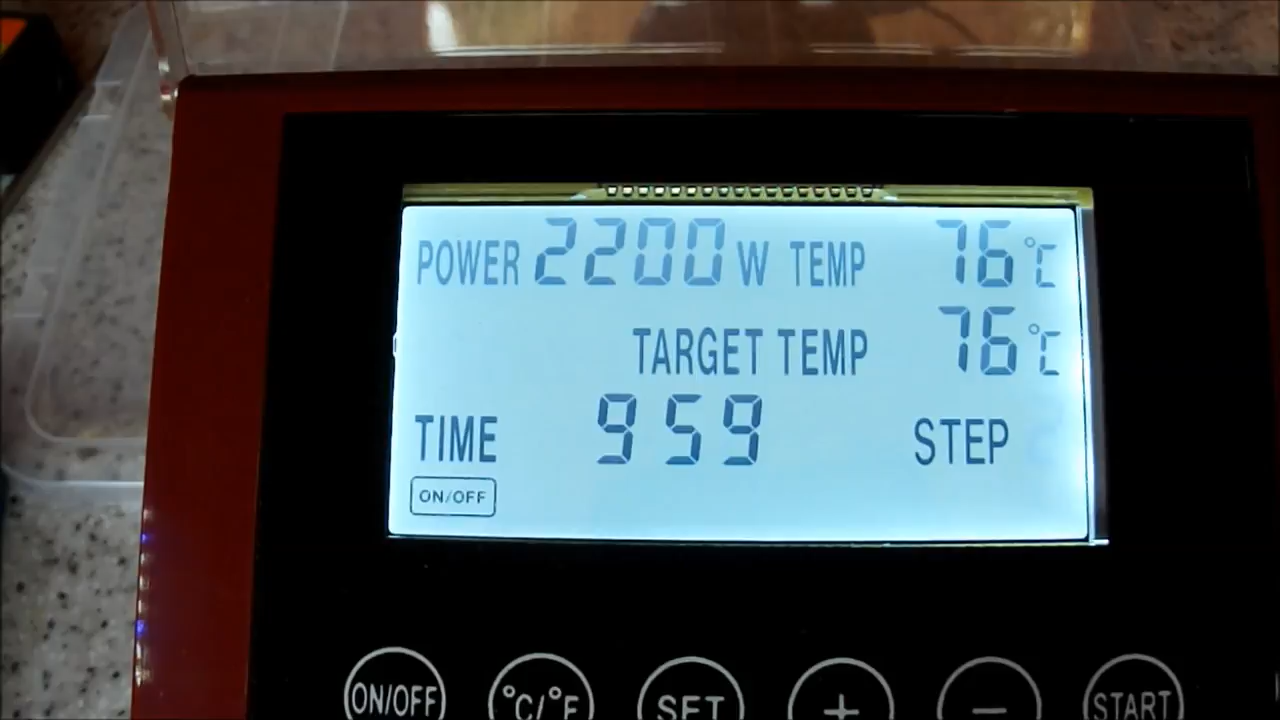 POWER 2200 W TEMP 76 °C
TARGET TEMP 76 °C
TIME 959 STEP
ON/OFF
ON/OFF °C/°F SET + − START